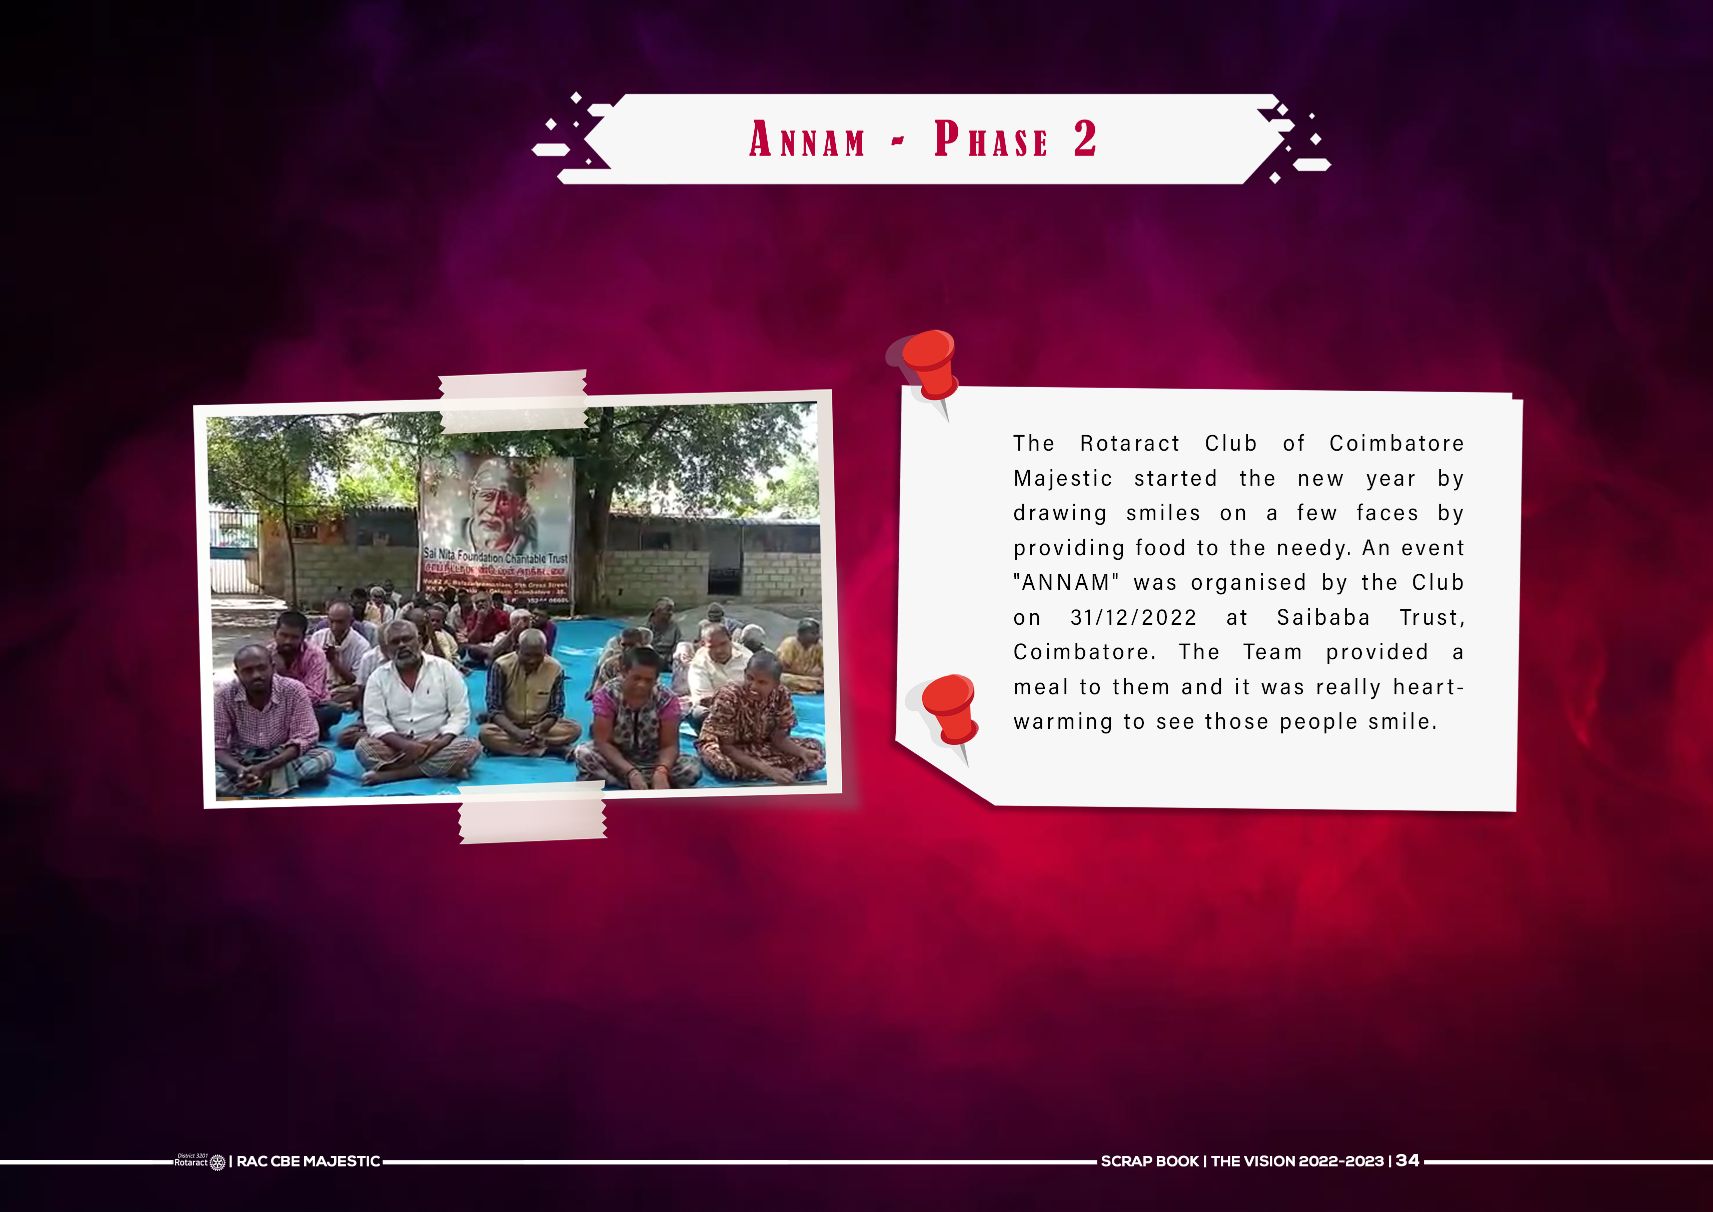 ANNAM - PHASE 2
Sai Nita Foundation Charitable Trust
The Rotaract Club of Coimbatore
Majestic started the new year by
drawing smiles on a few faces by
providing food to the needy. An event
"ANNAM" was organised by the Club
on 31/12/2022 at Saibaba Trust,
Coimbatore. The Team provided a
meal to them and it was really heart-
warming to see those people smile.
District 3201
Rotaract | RAC CBE MAJESTIC
SCRAP BOOK | THE VISION 2022-2023 | 34